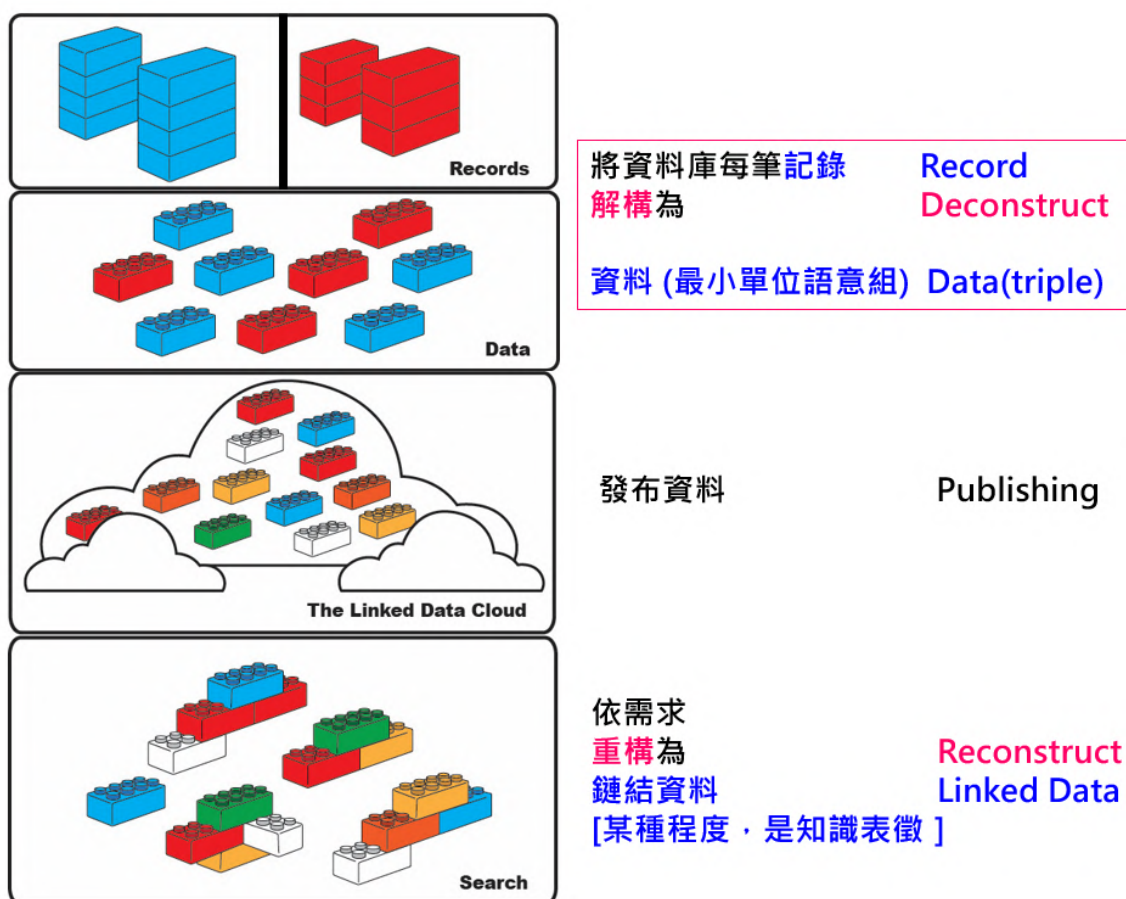 Records
將資料庫每筆記錄 Record
解構為 Deconstruct
資料 (最小單位語意組) Data(triple)
Data
發布資料 Publishing
The Linked Data Cloud
依需求
重構為 Reconstruct
鏈結資料 Linked Data
[某種程度，是知識表徵 ]
Search